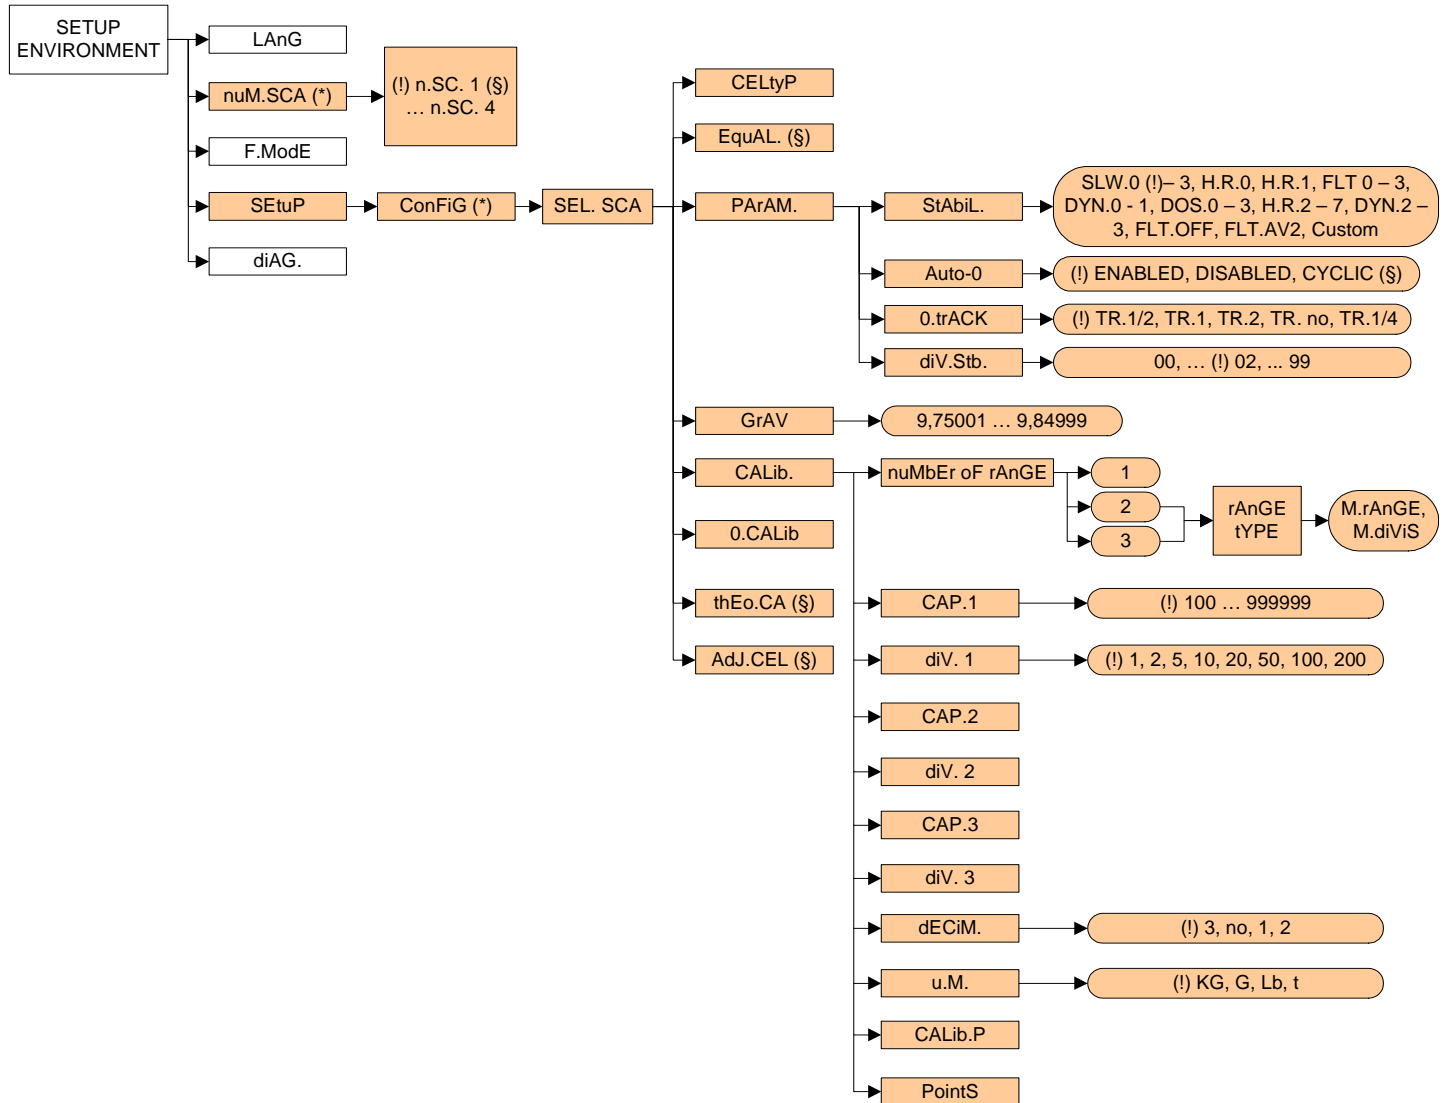 SETUP
ENVIRONMENT
LAnG
nuM.SCA (*)
(!) n.SC. 1 (§)
… n.SC. 4
F.ModE
SEtuP
ConFiG (*)
SEL. SCA
diAG.
CELtyP
EquAL. (§)
PArAM.
StAbiL.
SLW.0 (!)– 3, H.R.0, H.R.1, FLT 0 – 3,
DYN.0 - 1, DOS.0 – 3, H.R.2 – 7, DYN.2 –
3, FLT.OFF, FLT.AV2, Custom
Auto-0
(!) ENABLED, DISABLED, CYCLIC (§)
0.trACK
(!) TR.1/2, TR.1, TR.2, TR. no, TR.1/4
diV.Stb.
00, … (!) 02, ... 99
GrAV
9,75001 … 9,84999
CALib.
nuMbEr oF rAnGE
1
2
3
rAnGE
tYPE
M.rAnGE,
M.diViS
0.CALib
thEo.CA (§)
AdJ.CEL (§)
CAP.1
(!) 100 … 999999
diV. 1
(!) 1, 2, 5, 10, 20, 50, 100, 200
CAP.2
diV. 2
CAP.3
diV. 3
dECiM.
(!) 3, no, 1, 2
u.M.
(!) KG, G, Lb, t
CALib.P
PointS